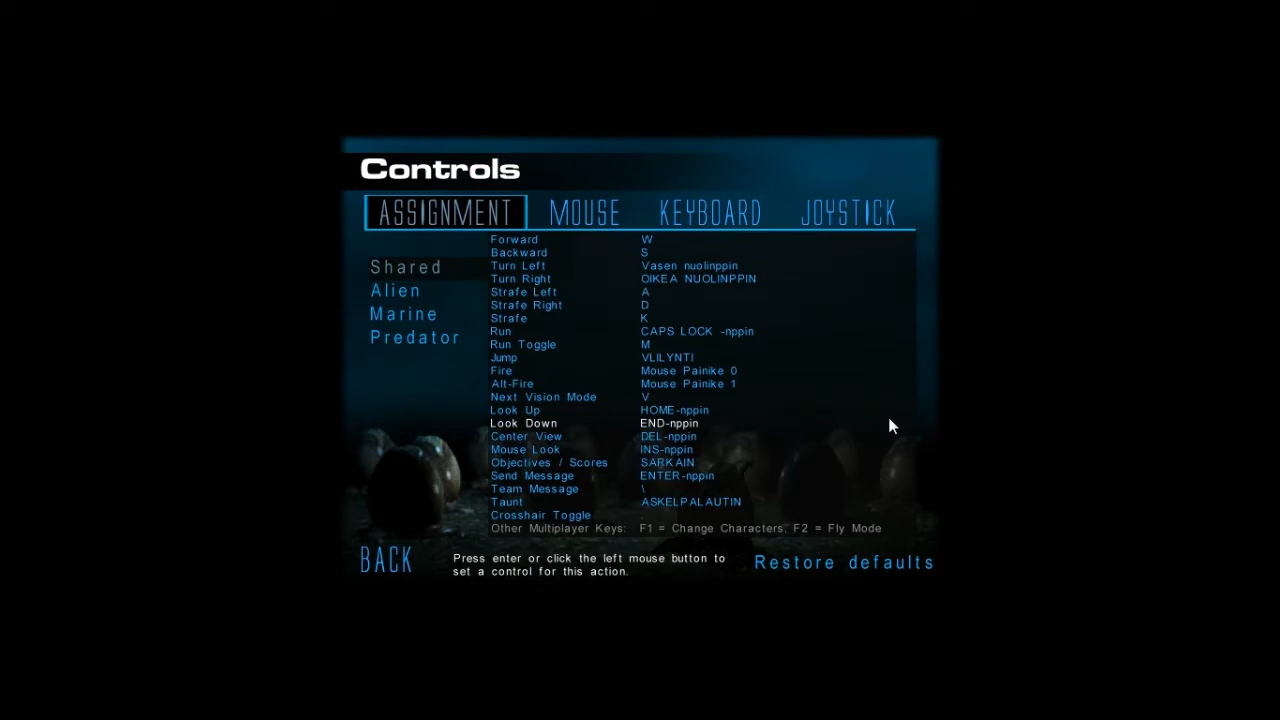 Controls
ASSIGNMENT MOUSE KEYBOARD JOYSTICK
Shared
Alien
Marine
Predator
Forward W
Backward S
Turn Left Vasen nuolinppin
Turn Right OIKEA NUOLINPPIN
Strafe Left A
Strafe Right D
Strafe K
Run CAPS LOCK -nppin
Run Toggle M
Jump VLILYNTI
Fire Mouse Painike 0
Alt-Fire Mouse Painike 1
Next Vision Mode V
Look Up HOME-nppin
Look Down END-nppin
Center View DEL-nppin
Mouse Look INS-nppin
Objectives / Scores SARKAIN
Send Message ENTER-nppin
Team Message \
Taunt ASKELPALAUTIN
Crosshair Toggle
Other Multiplayer Keys: F1 = Change Characters, F2 = Fly Mode
BACK
Press enter or click the left mouse button to
set a control for this action.
Restore defaults